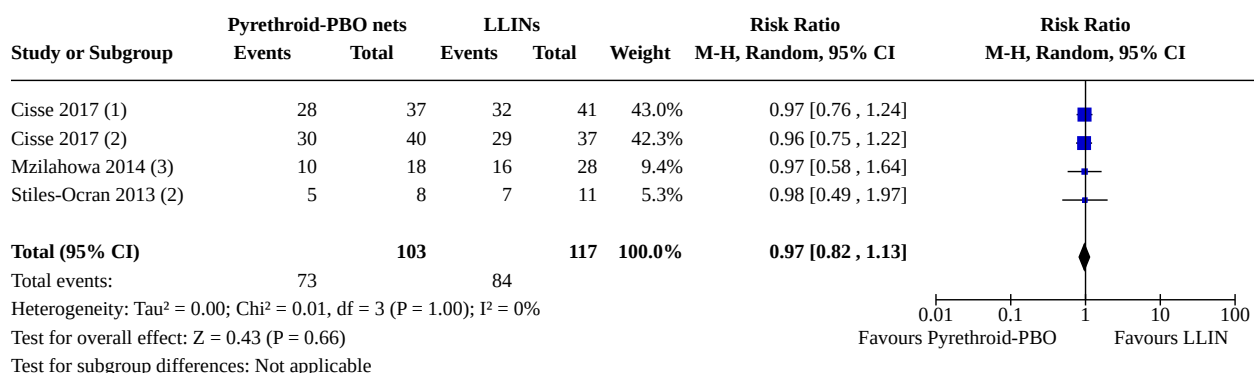 Pyrethroid-PBO nets LLINs Risk Ratio Risk Ratio
Study or Subgroup Events Total Events Total Weight M-H, Random, 95% CI M-H, Random, 95% CI
Cisse 2017 (1) 28 37 32 41 43.0% 0.97 [0.76 , 1.24]
Cisse 2017 (2) 30 40 29 37 42.3% 0.96 [0.75 , 1.22]
Mzilahowa 2014 (3) 10 18 16 28 9.4% 0.97 [0.58 , 1.64]
Stiles-Ocran 2013 (2) 5 8 7 11 5.3% 0.98 [0.49 , 1.97]
Total (95% CI) 103 117 100.0% 0.97 [0.82 , 1.13]
Total events: 73 84
Heterogeneity: Tau² = 0.00; Chi² = 0.01, df = 3 (P = 1.00); I² = 0%
0.01 0.1 1 10 100
Test for overall effect: Z = 0.43 (P = 0.66)
Favours Pyrethroid-PBO Favours LLIN
Test for subgroup differences: Not applicable